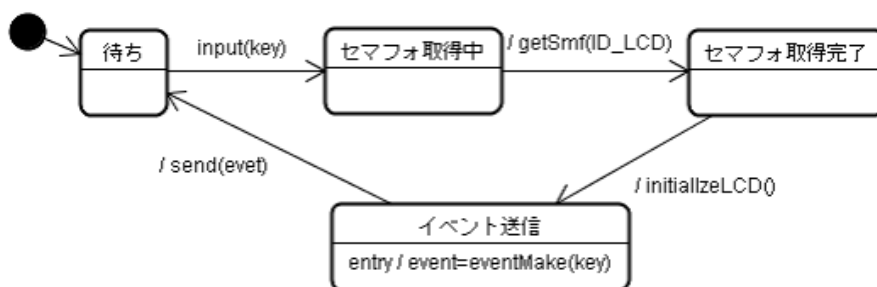 待ち
input(key)
セマフォ取得中
/ getSmf(ID_LCD)
セマフォ取得完了
/ send(evet)
/ initiallzeLCD()
イベント送信
entry / event=eventMake(key)